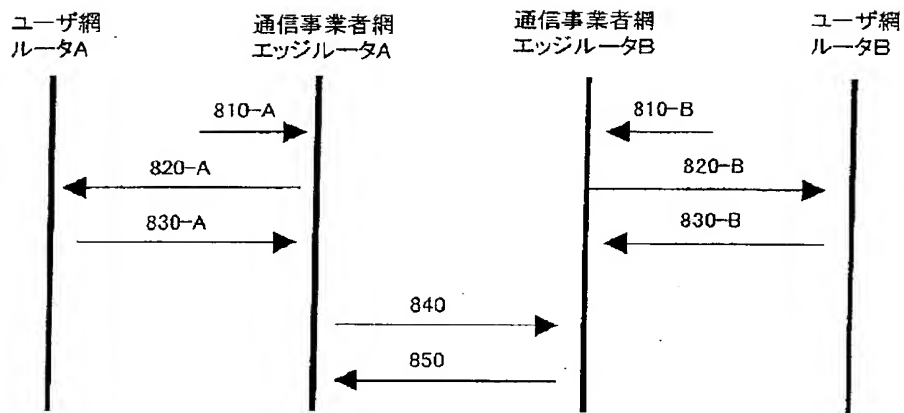 ユーザ網
ルータA
通信事業者網
エッジルータA
通信事業者網
エッジルータB
ユーザ網
ルータB
810-A
810-B
820-A
820-B
830-A
830-B
840
850